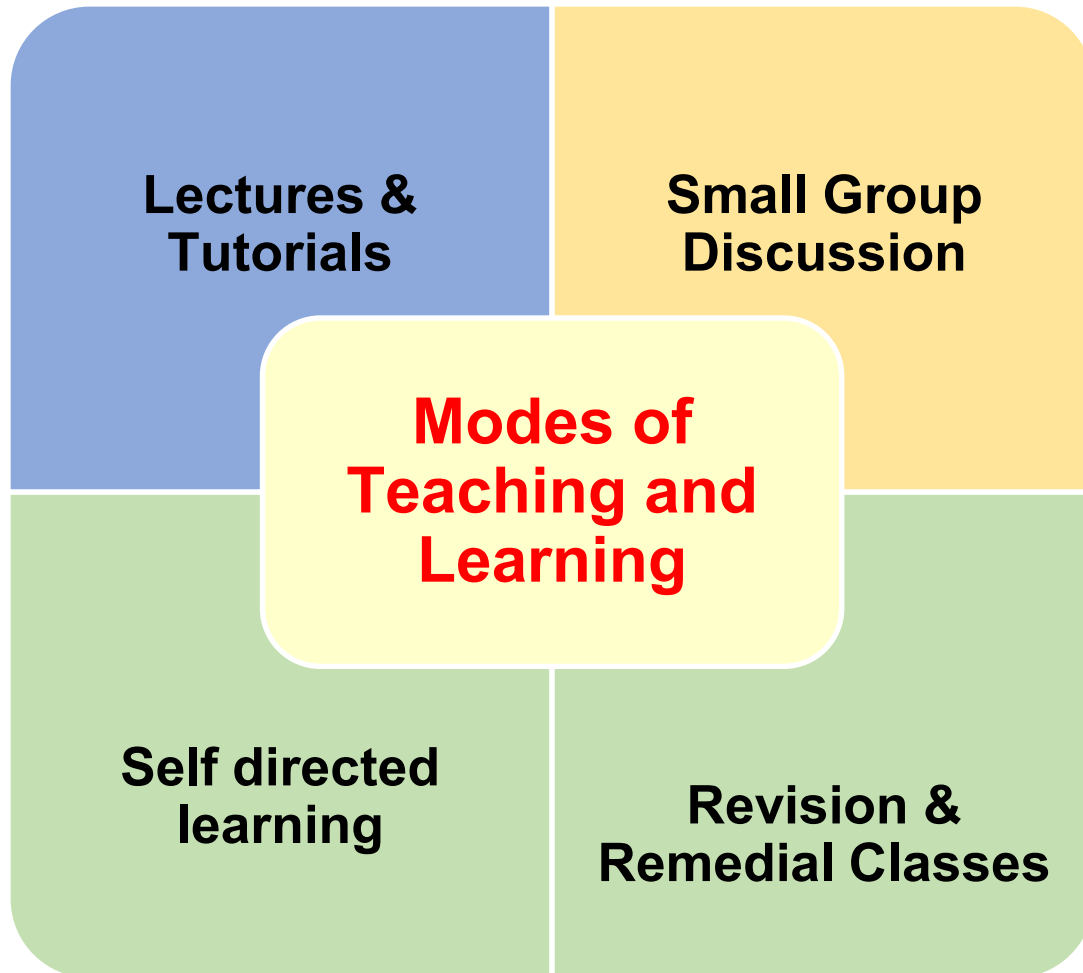 Lectures &
Tutorials
Small Group
Discussion
Modes of
Teaching and
Learning
Self directed
learning
Revision &
Remedial Classes